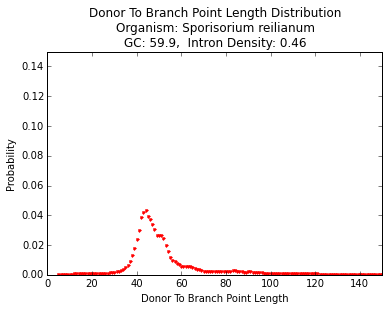 Donor To Branch Point Length Distribution
Organism: Sporisorium reilianum
GC: 59.9,  Intron Density: 0.46
0.14
0.12
0.10
0.08
0.06
0.04
0.02
0.00
Probability
0 20 40 60 80 100 120 140
Donor To Branch Point Length